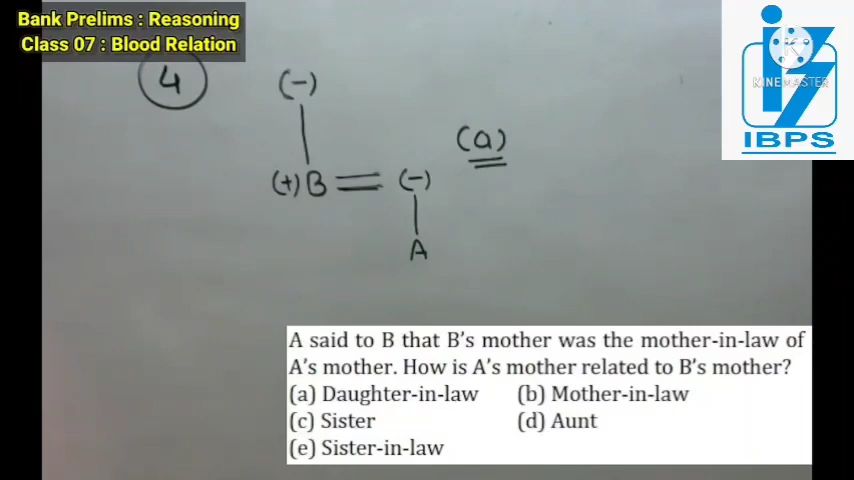 Bank Prelims : Reasoning
Class 07 : Blood Relation
KINEMASTER
IBPS
4
(-)
(a)
(+) B = (-)
A
A said to B that B's mother was the mother-in-law of
A's mother. How is A's mother related to B's mother?
(a) Daughter-in-law (b) Mother-in-law
(c) Sister (d) Aunt
(e) Sister-in-law